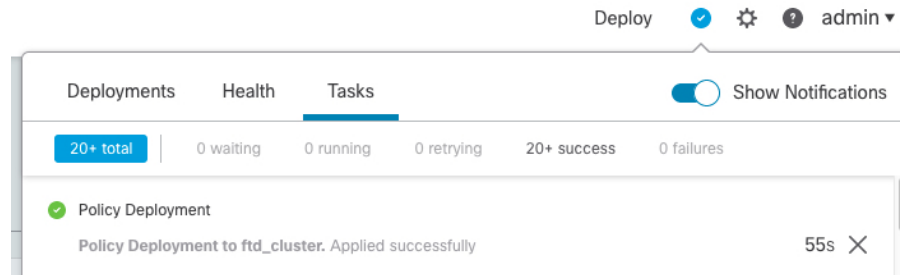 Deploy ? admin
Deployments Health Tasks Show Notifications
20+ total 0 waiting 0 running 0 retrying 20+ success 0 failures
Policy Deployment
Policy Deployment to ftd_cluster. Applied successfully 55s